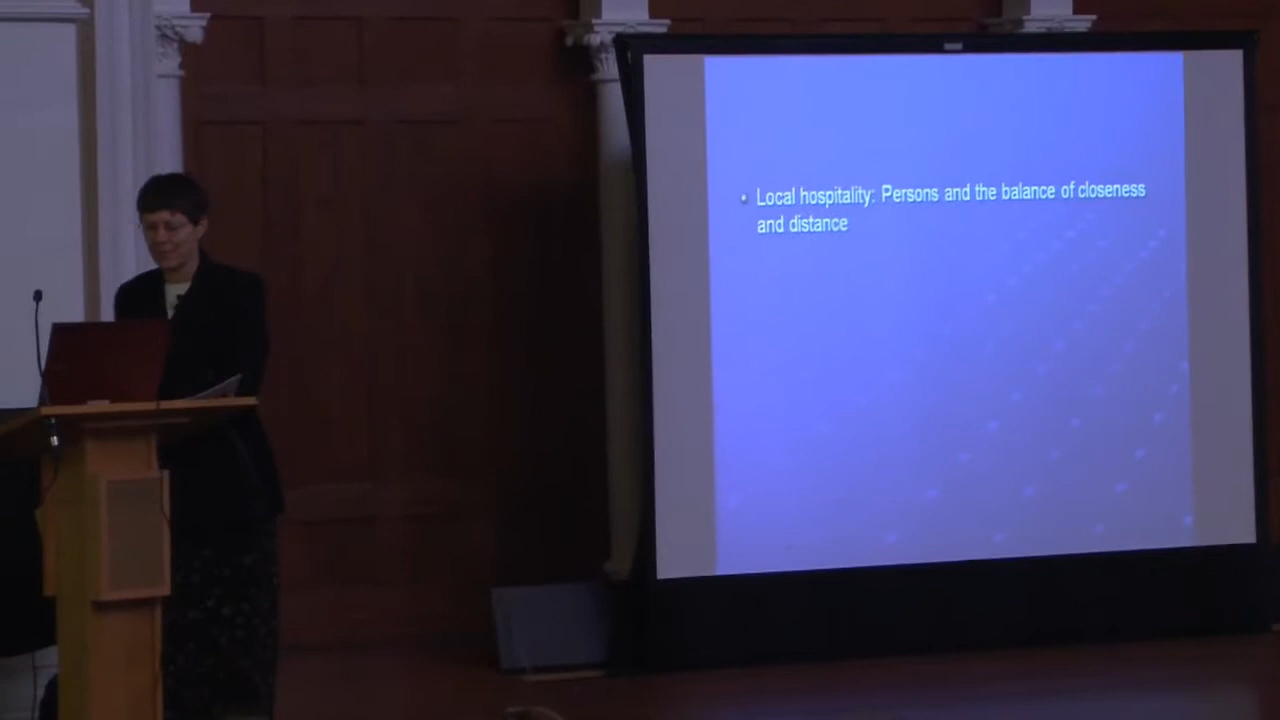 • Local hospitality: Persons and the balance of closeness
and distance